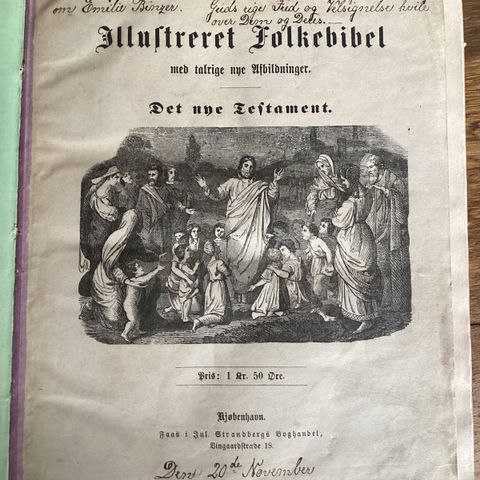 om Emilie Binzer. Guds rige Fred og Velsignelse hvile
over Dem og Deres.
Illustreret Folkebibel
med talrige nye Afbildninger.
Det nye Testament.
Pris: 1 Kr. 50 Øre.
Kjøbenhavn.
Faas i Jul. Strandbergs Boghandel,
Vingaardstræde 18.
Den 20de November